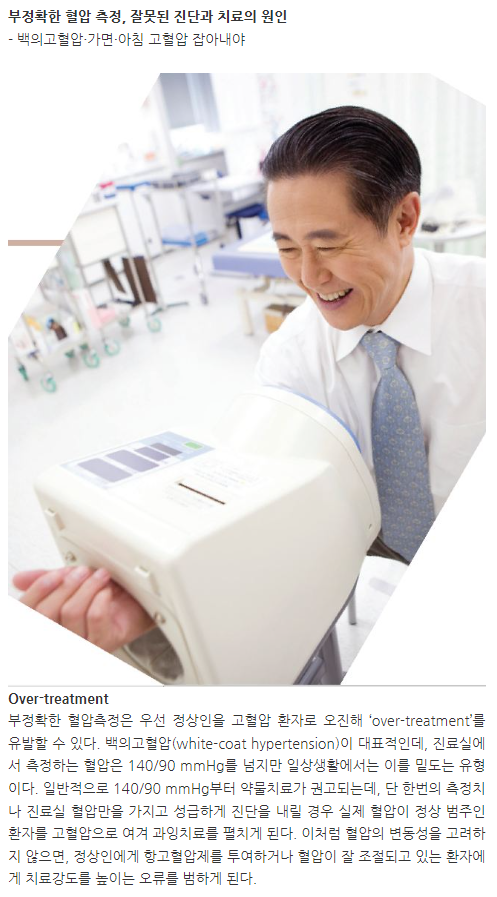 부정확한 혈압 측정, 잘못된 진단과 치료의 원인
- 백의고혈압·가면·아침 고혈압 잡아내야
Over-treatment
부정확한 혈압측정은 우선 정상인을 고혈압 환자로 오진해 ‘over-treatment’를
유발할 수 있다. 백의고혈압(white-coat hypertension)이 대표적인데, 진료실에
서 측정하는 혈압은 140/90 mmHg를 넘지만 일상생활에서는 이를 밑도는 유형
이다. 일반적으로 140/90 mmHg부터 약물치료가 권고되는데, 단 한번의 측정치
나 진료실 혈압만을 가지고 성급하게 진단을 내릴 경우 실제 혈압이 정상 범주인
환자를 고혈압으로 여겨 과잉치료를 펼치게 된다. 이처럼 혈압의 변동성을 고려하
지 않으면, 정상인에게 항고혈압제를 투여하거나 혈압이 잘 조절되고 있는 환자에
게 치료강도를 높이는 오류를 범하게 된다.